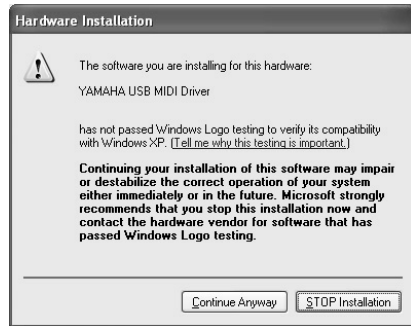 Hardware Installation
The software you are installing for this hardware:
YAMAHA USB MIDI Driver
has not passed Windows Logo testing to verify its compatibility
with Windows XP. (Tell me why this testing is important.)
Continuing your installation of this software may impair
or destabilize the correct operation of your system
either immediately or in the future. Microsoft strongly
recommends that you stop this installation now and
contact the hardware vendor for software that has
passed Windows Logo testing.
Continue Anyway
STOP Installation